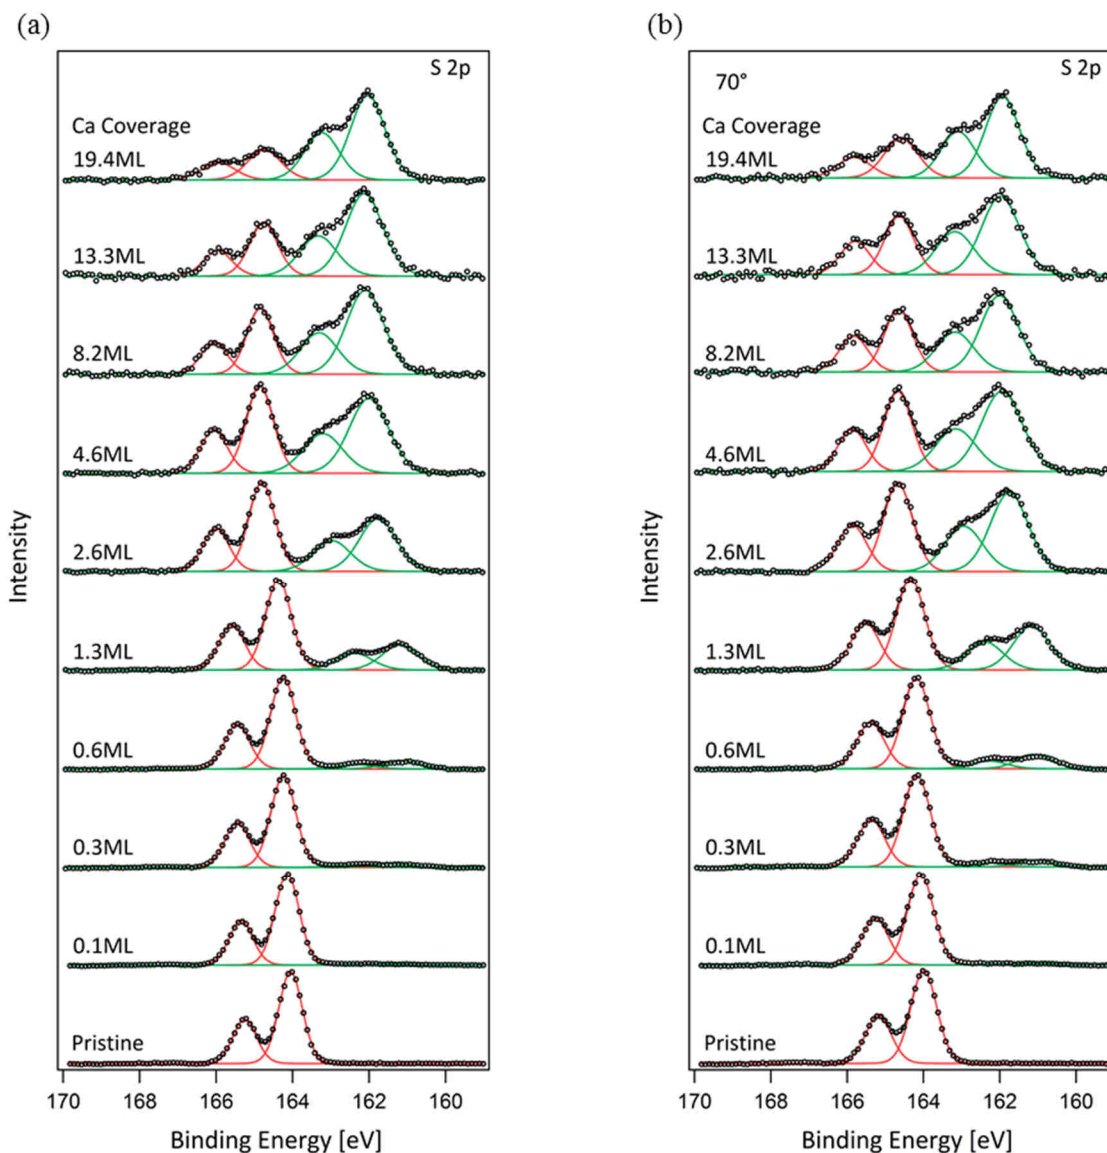 (a)
S 2p
Ca Coverage
19.4ML
13.3ML
8.2ML
4.6ML
2.6ML
1.3ML
0.6ML
0.3ML
0.1ML
Pristine
Intensity
170 168 166 164 162 160
Binding Energy [eV]
(b)
70° S 2p
Ca Coverage
19.4ML
13.3ML
8.2ML
4.6ML
2.6ML
1.3ML
0.6ML
0.3ML
0.1ML
Pristine
Intensity
170 168 166 164 162 160
Binding Energy [eV]